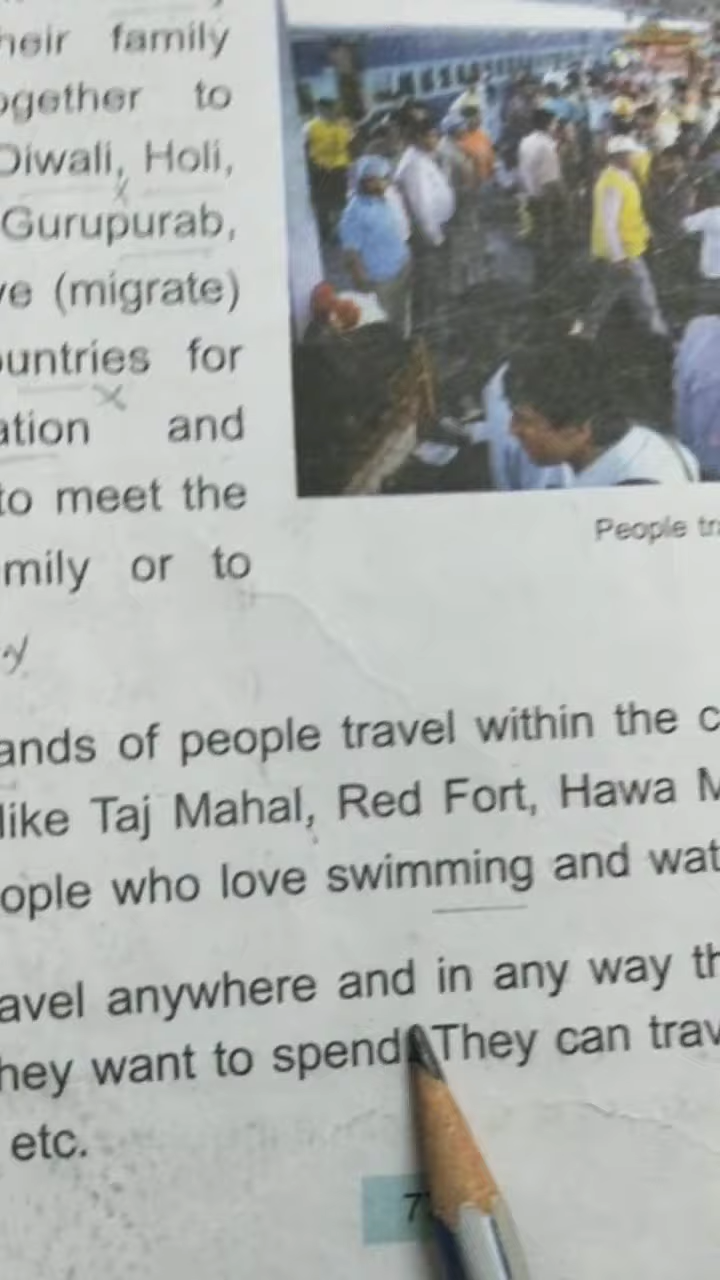 heir family
ogether to
Diwali, Holi,
Gurupurab,
ve (migrate)
ountries for
ation and
to meet the
mily or to
People tra
ands of people travel within the c
like Taj Mahal, Red Fort, Hawa M
ople who love swimming and wat
avel anywhere and in any way th
hey want to spend. They can trav
etc.